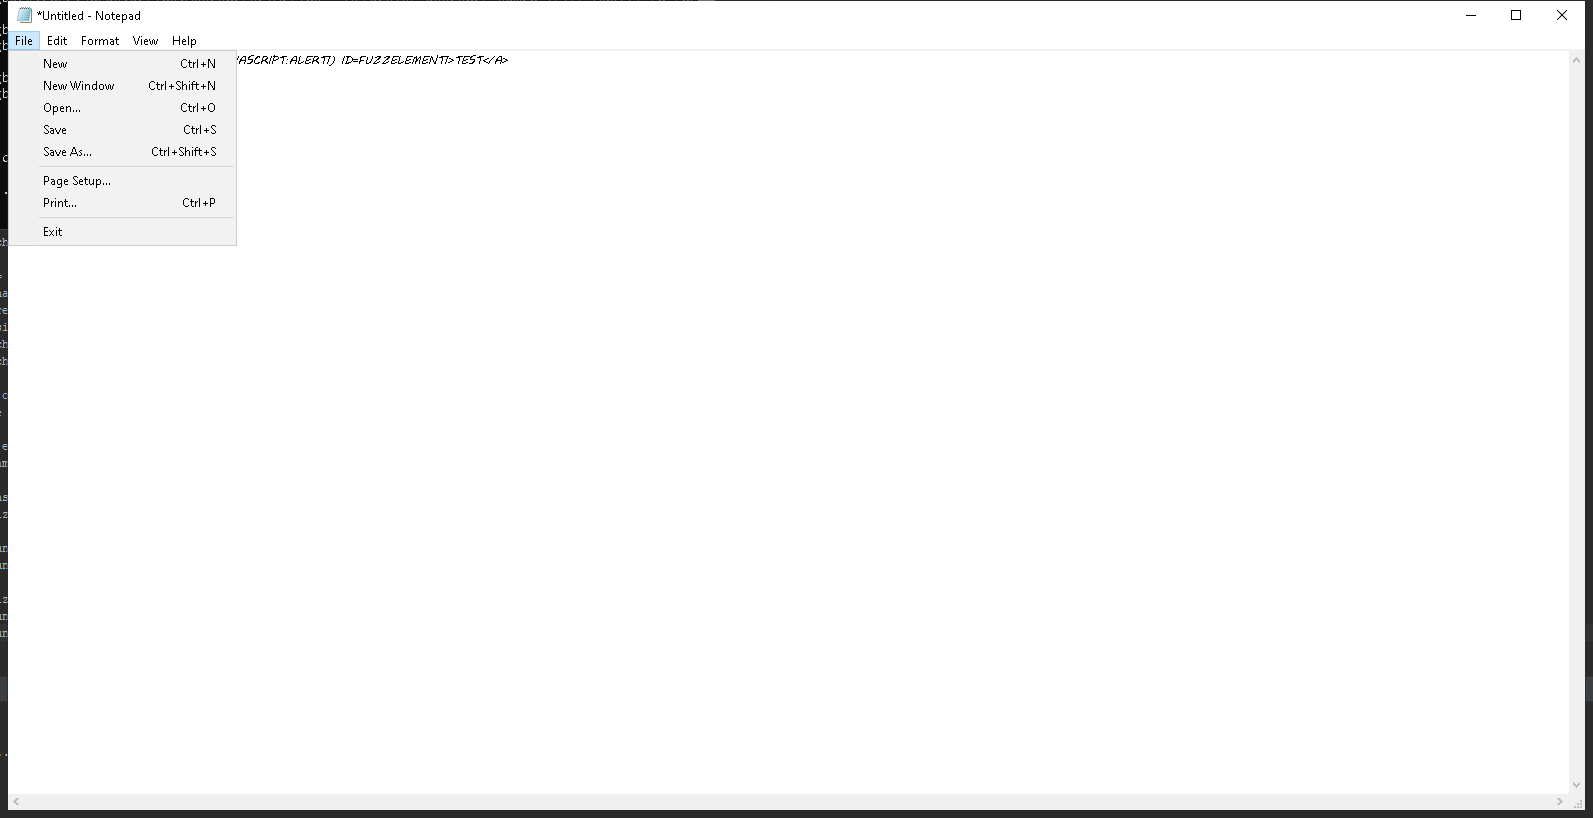 *Untitled - Notepad
File Edit Format View Help
ASCRIPT:ALERT1) ID=FUZZELEMENT1>TEST</A>
New Ctrl+N
New Window Ctrl+Shift+N
Open... Ctrl+O
Save Ctrl+S
Save As... Ctrl+Shift+S
Page Setup...
Print... Ctrl+P
Exit